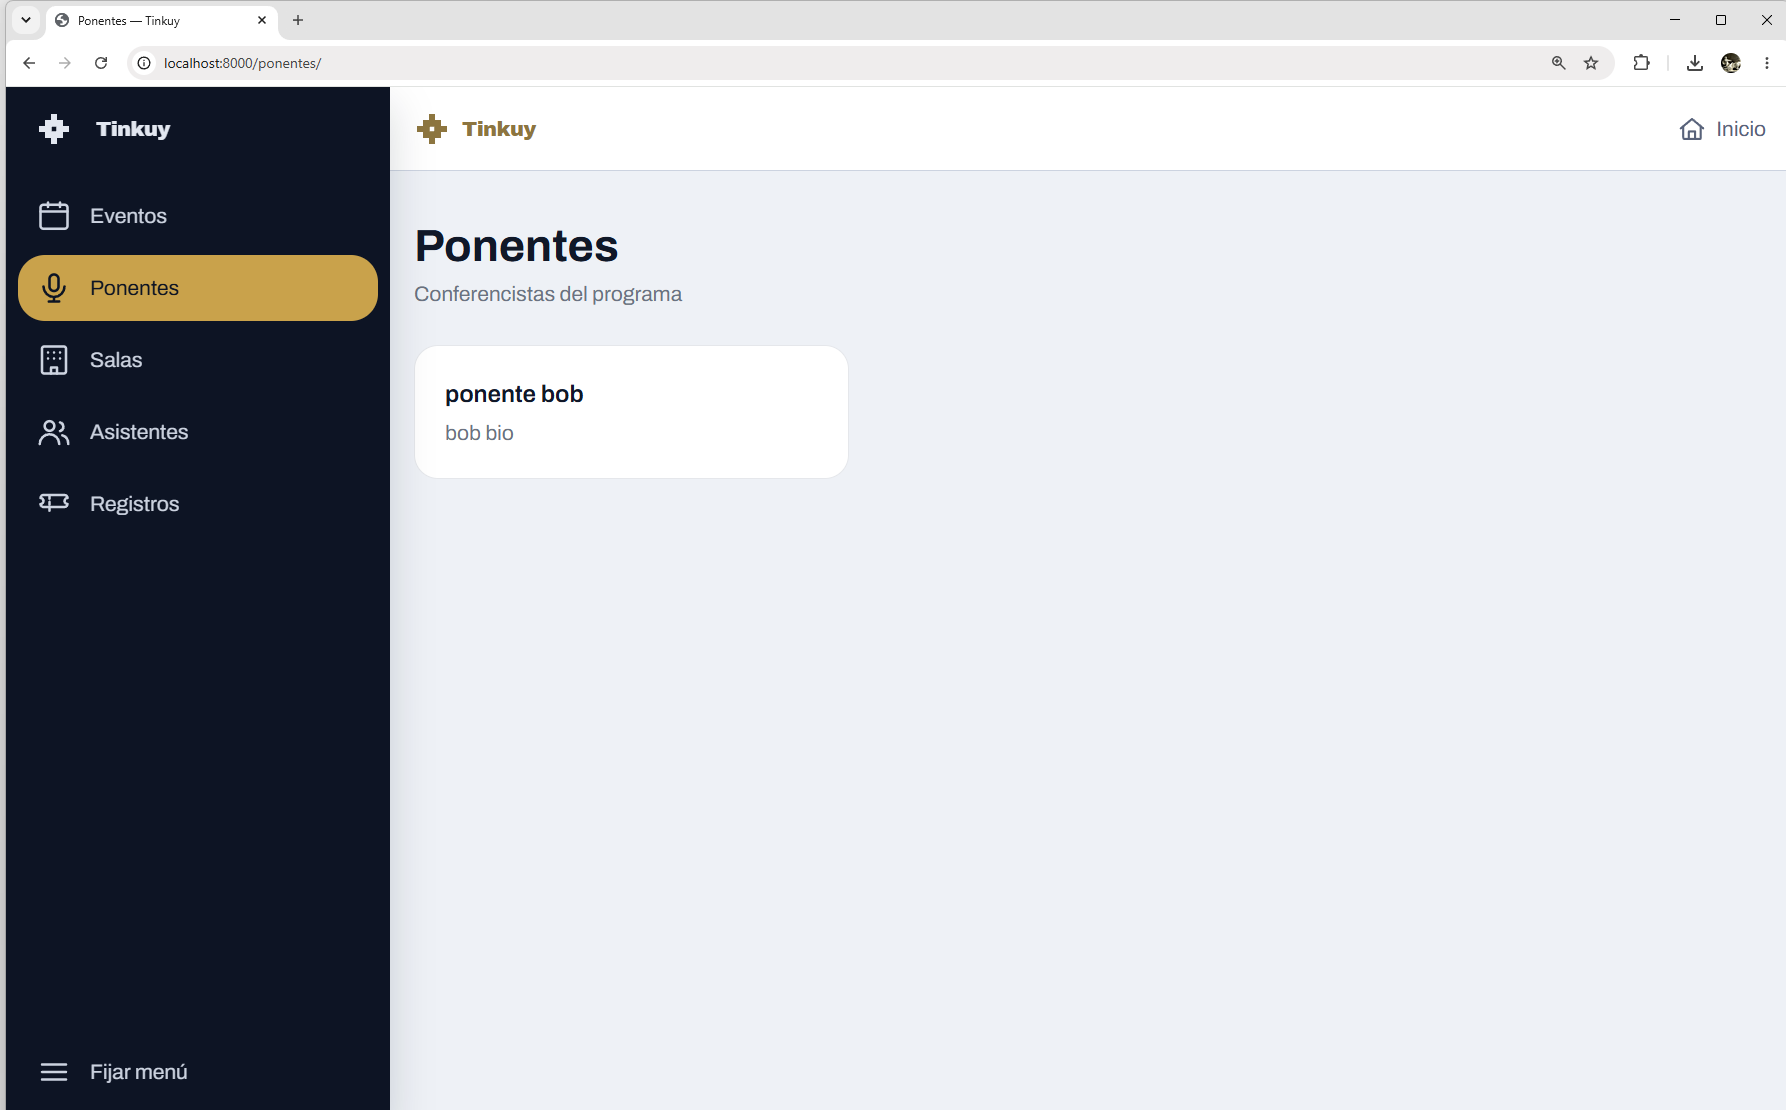 Ponentes — Tinkuy
localhost:8000/ponentes/
Tinkuy
Eventos
Ponentes
Salas
Asistentes
Registros
Fijar menú
Tinkuy
Inicio
Ponentes
Conferencistas del programa
ponente bob
bob bio